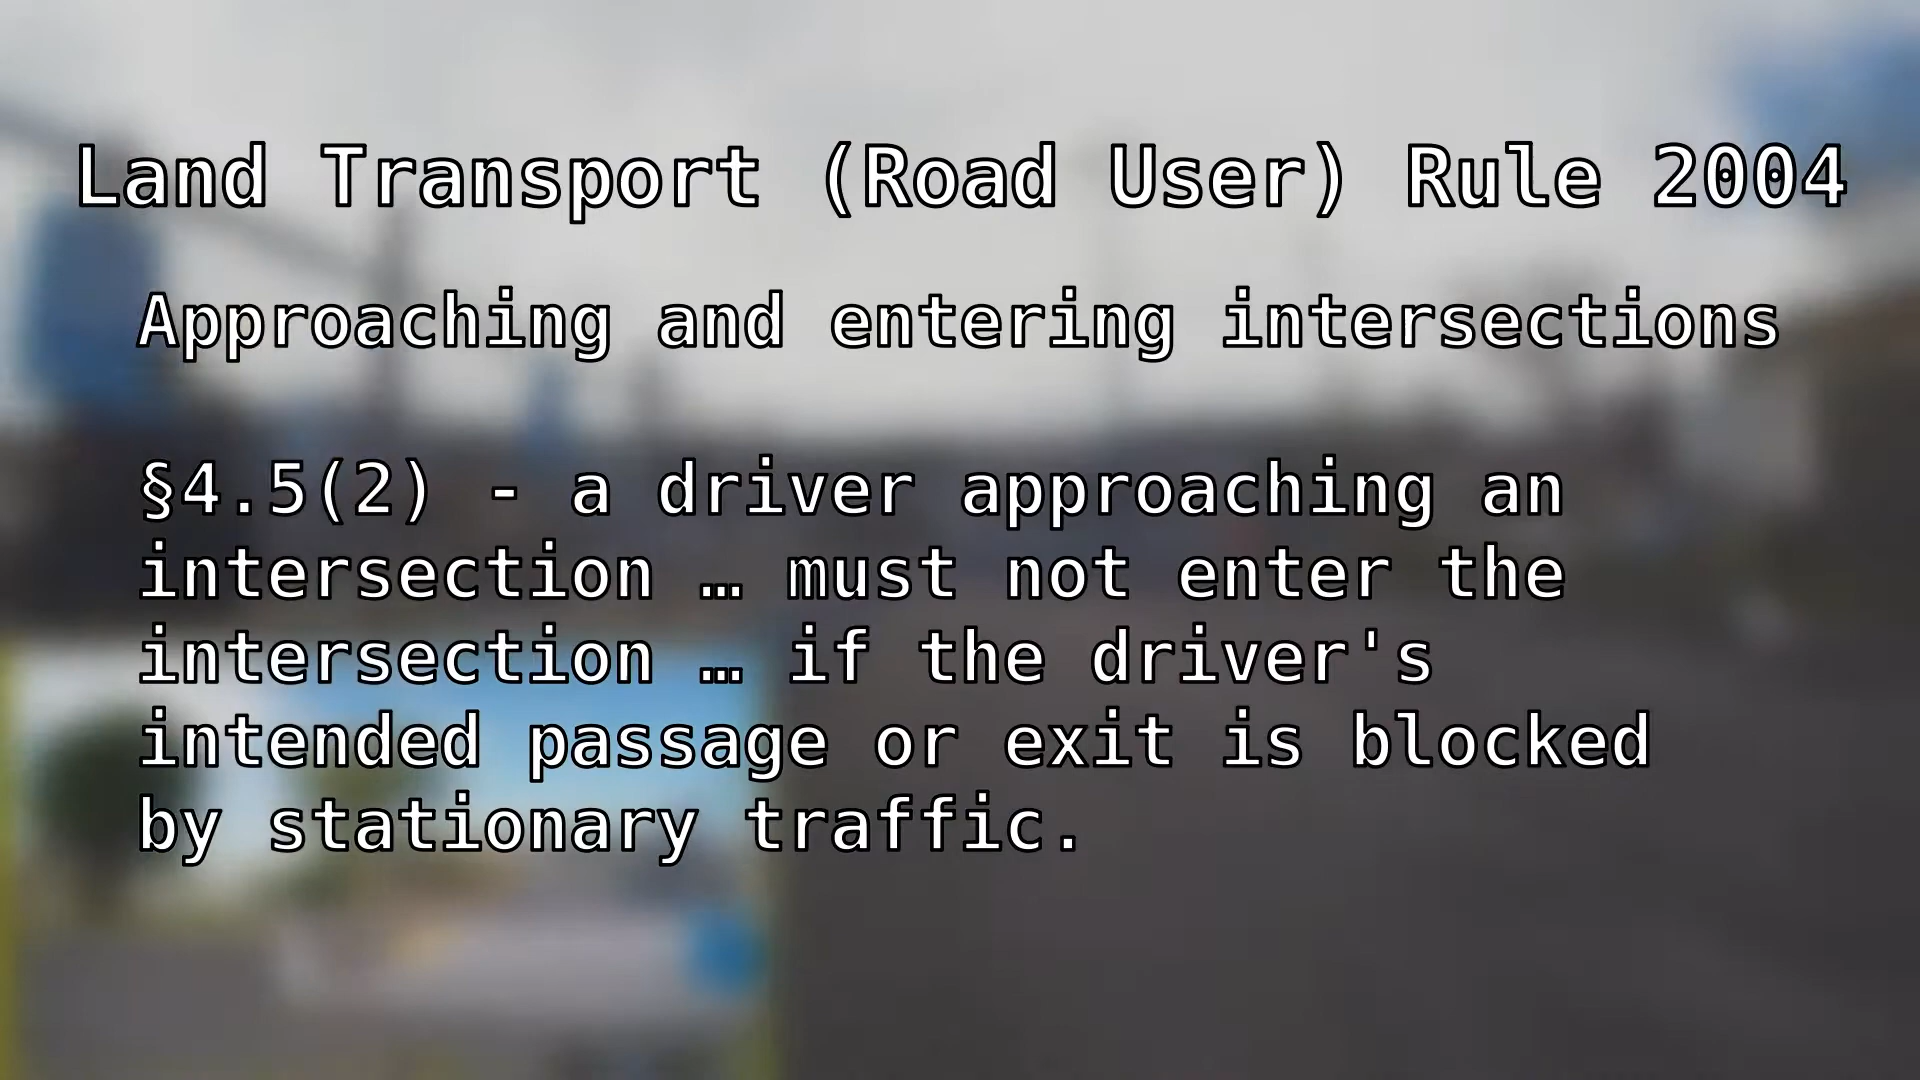 Land Transport (Road User) Rule 2004
Approaching and entering intersections
§4.5(2) - a driver approaching an
intersection … must not enter the
intersection … if the driver's
intended passage or exit is blocked
by stationary traffic.